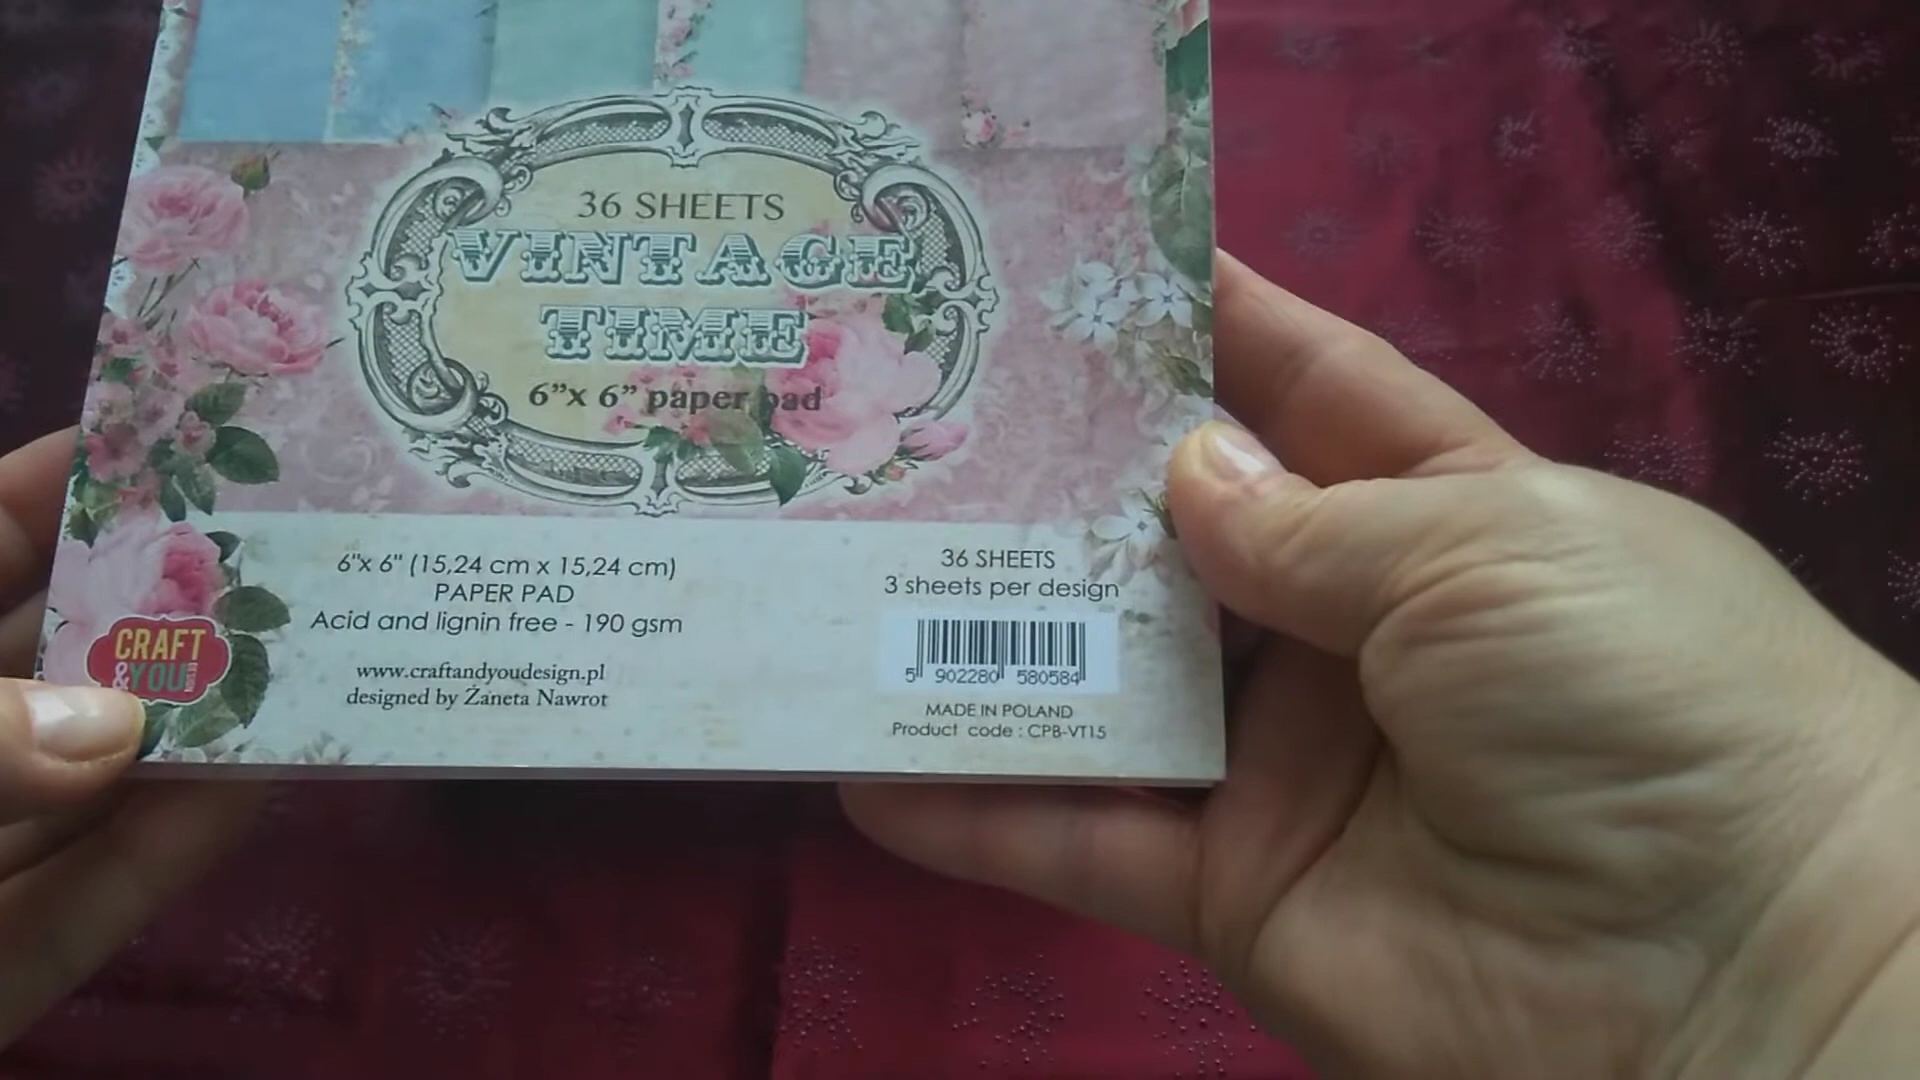 36 SHEETS
VINTAGE
TIME
6”x 6” paper pad
6"x 6" (15,24 cm x 15,24 cm)
PAPER PAD
Acid and lignin free - 190 gsm
www.craftandyoudesign.pl
designed by Żaneta Nawrot
36 SHEETS
3 sheets per design
5 902280 580584
MADE IN POLAND
Product code : CPB-VT15
CRAFT
&YOU